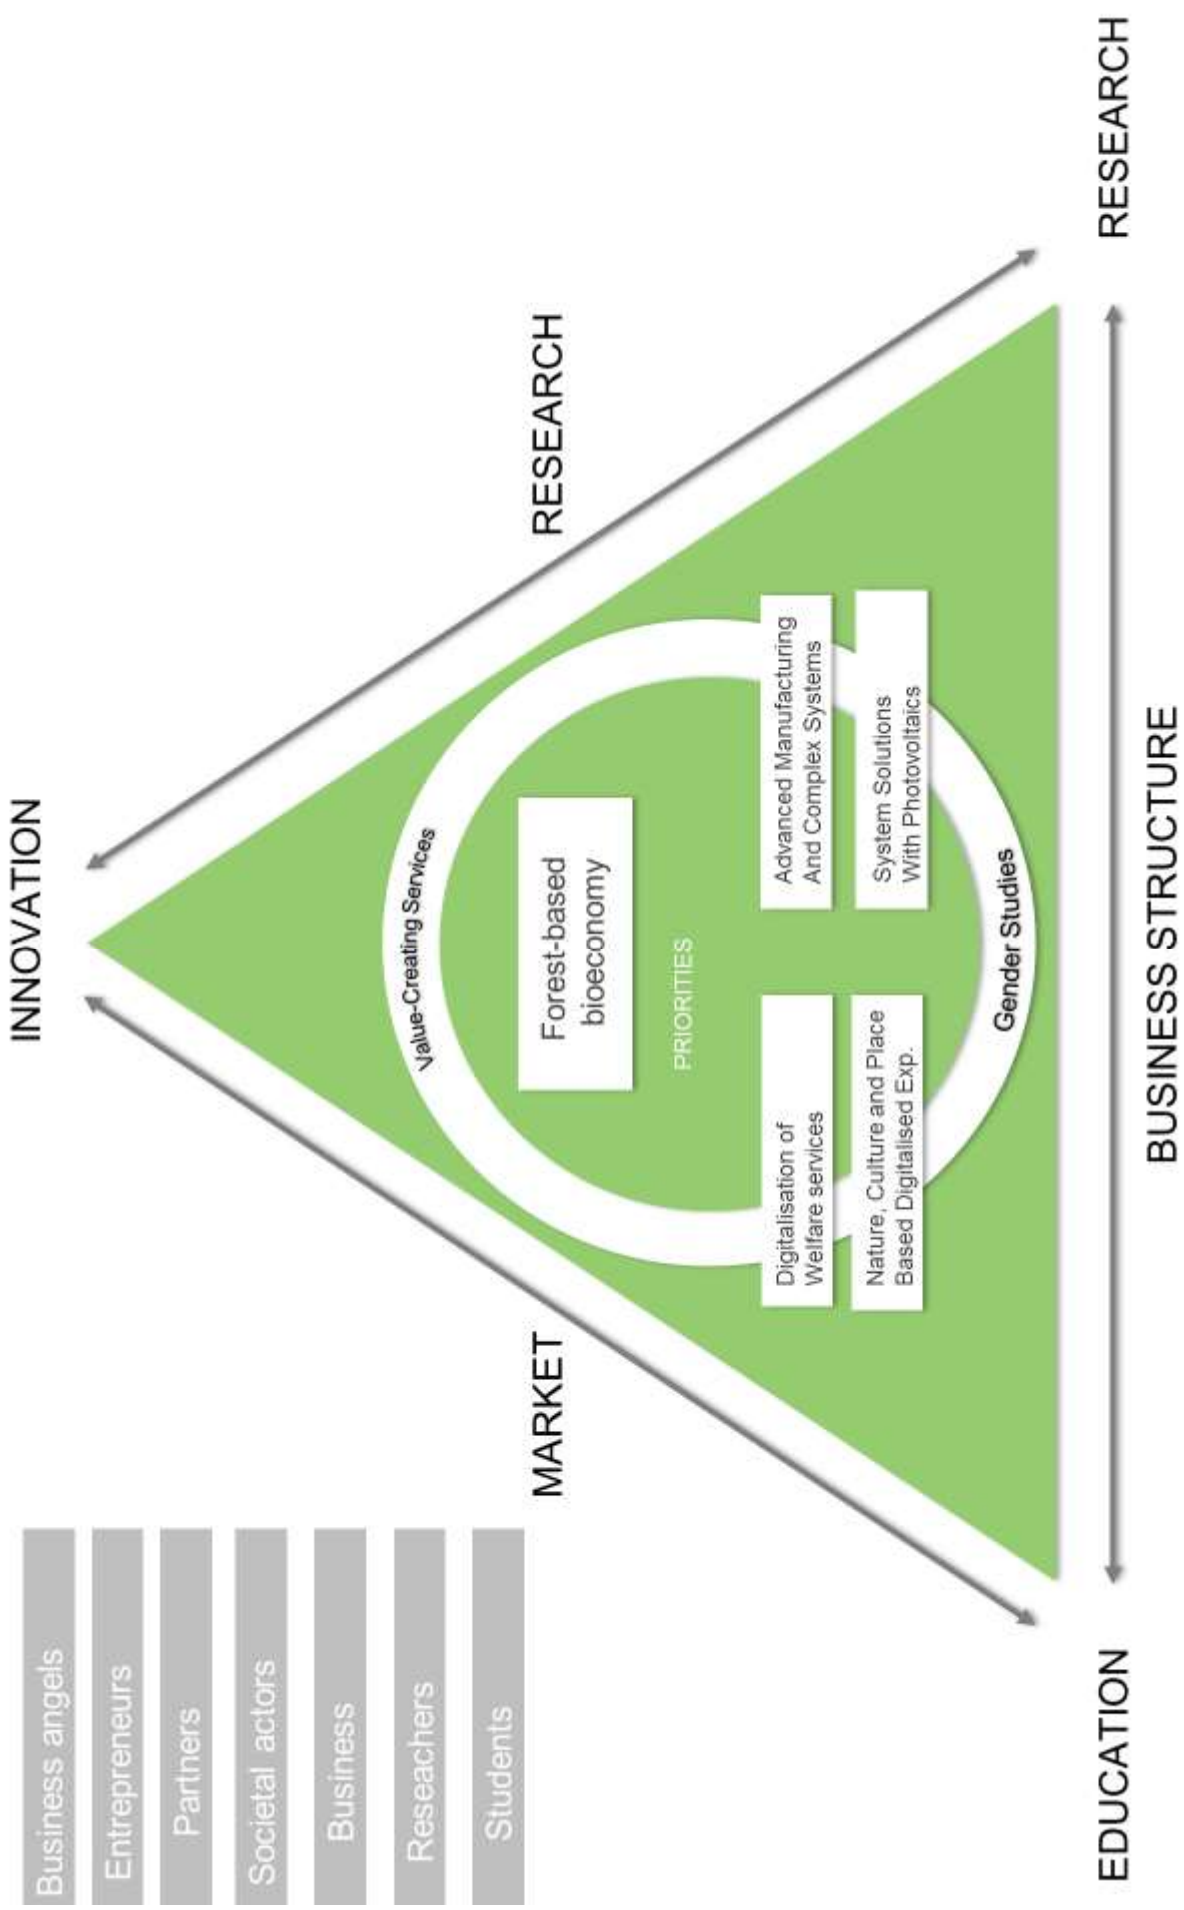 Business angels
Entrepreneurs
Partners
Societal actors
Business
Reseachers
Students
INNOVATION
MARKET
RESEARCH
Value-Creating Services
Forest-based
bioeconomy
PRIORITIES
Digitalisation of
Welfare services
Nature, Culture and Place
Based Digitalised Exp.
Advanced Manufacturing
And Complex Systems
System Solutions
With Photovoltaics
Gender Studies
EDUCATION
RESEARCH
BUSINESS STRUCTURE